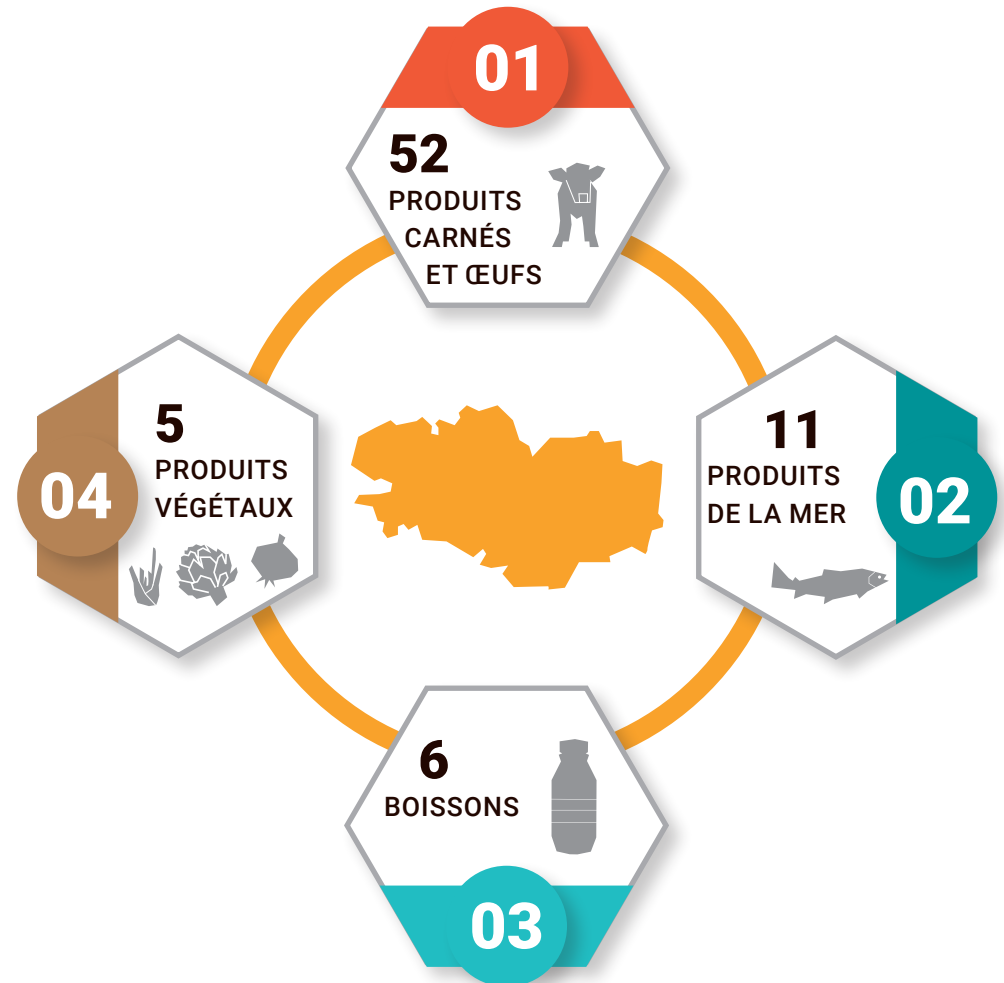 01
52
PRODUITS
CARNÉS
ET ŒUFS
11
PRODUITS
DE LA MER
02
6
BOISSONS
03
04
5
PRODUITS
VÉGÉTAUX